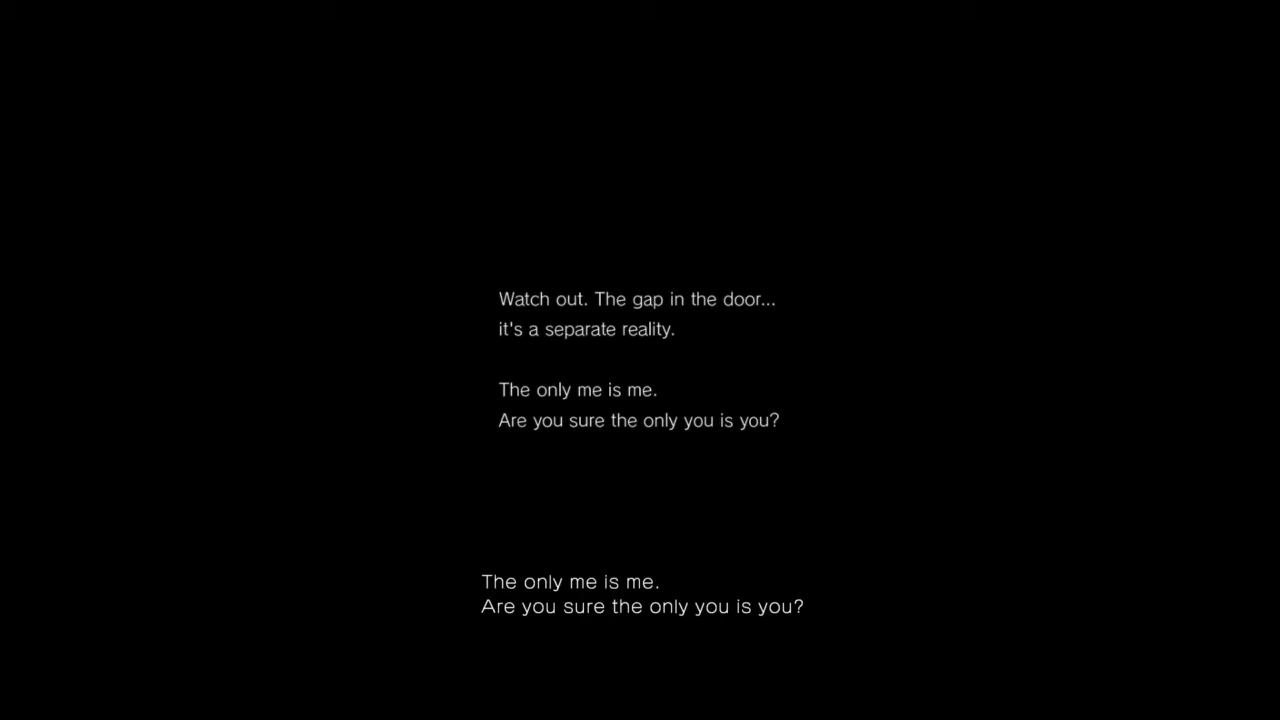 Watch out. The gap in the door...
it's a separate reality.
The only me is me.
Are you sure the only you is you?
The only me is me.
Are you sure the only you is you?